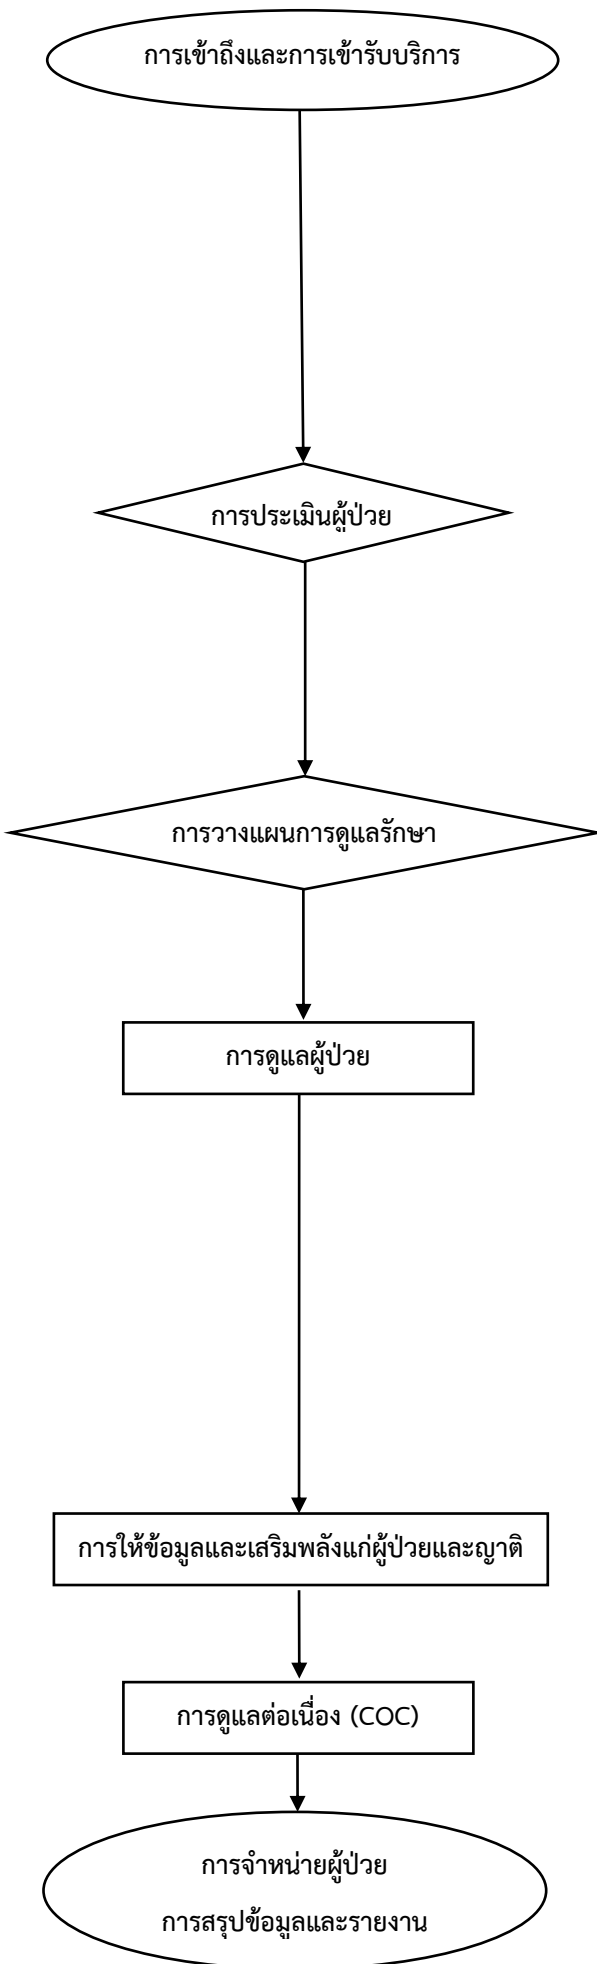 การเข้าถึงและการเข้ารับบริการ
การประเมินผู้ป่วย
การวางแผนการดูแลรักษา
การดูแลผู้ป่วย
การให้ข้อมูลและเสริมพลังแก่ผู้ป่วยและญาติ
การดูแลต่อเนื่อง (COC)
การจำหน่ายผู้ป่วย
การสรุปข้อมูลและรายงาน